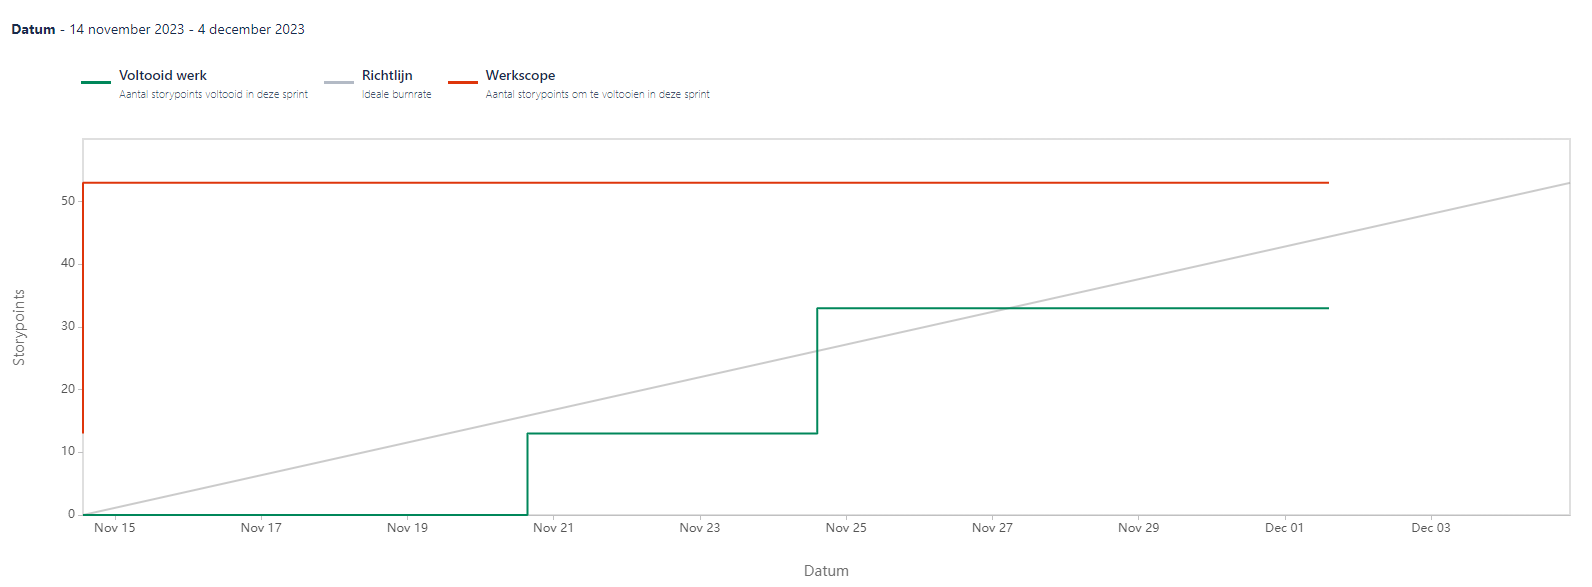 Datum - 14 november 2023 - 4 december 2023
Voltooid werk
Aantal storypoints voltooid in deze sprint
Richtlijn
Ideale burnrate
Werkscope
Aantal storypoints om te voltooien in deze sprint
Storypoints
50
40
30
20
10
0
Nov 15 Nov 17 Nov 19 Nov 21 Nov 23 Nov 25 Nov 27 Nov 29 Dec 01 Dec 03
Datum